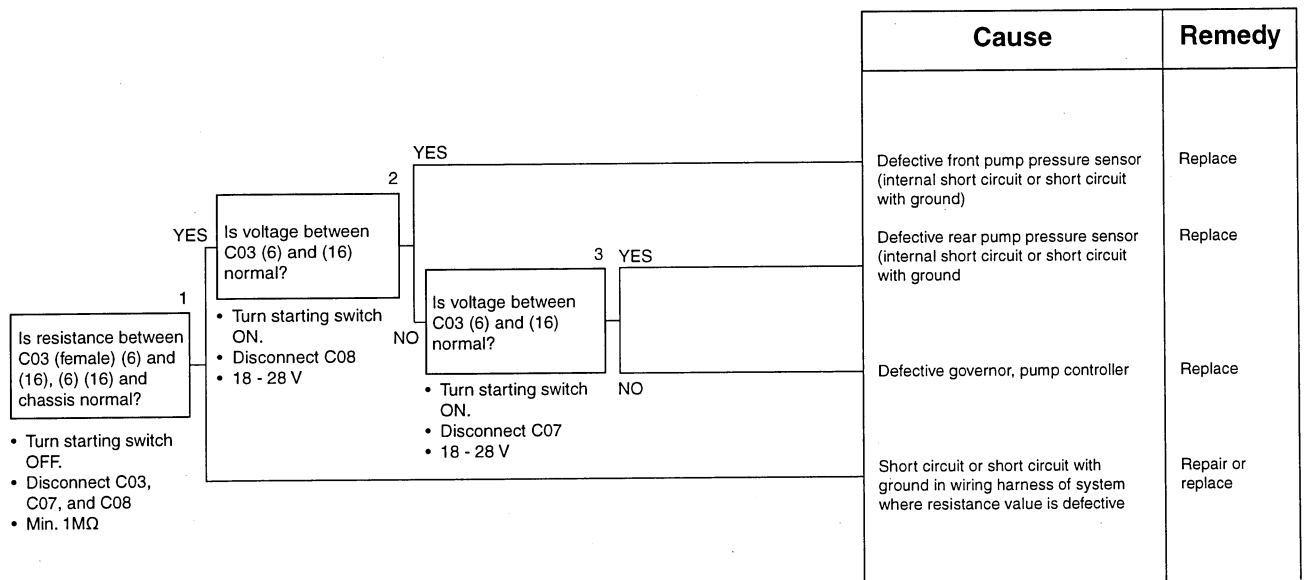 Cause
Remedy
YES
2
Defective front pump pressure sensor
(internal short circuit or short circuit
with ground)
Replace
YES
Is voltage between
C03 (6) and (16)
normal?
Defective rear pump pressure sensor
(internal short circuit or short circuit
with ground
Replace
3
YES
1
• Turn starting switch
ON.
• Disconnect C08
• 18 - 28 V
NO
Is voltage between
C03 (6) and (16)
normal?
Is resistance between
C03 (female) (6) and
(16), (6) (16) and
chassis normal?
NO
Defective governor, pump controller
Replace
• Turn starting switch
ON.
• Disconnect C07
• 18 - 28 V
• Turn starting switch
OFF.
• Disconnect C03,
C07, and C08
• Min. 1MΩ
Short circuit or short circuit with
ground in wiring harness of system
where resistance value is defective
Repair or
replace